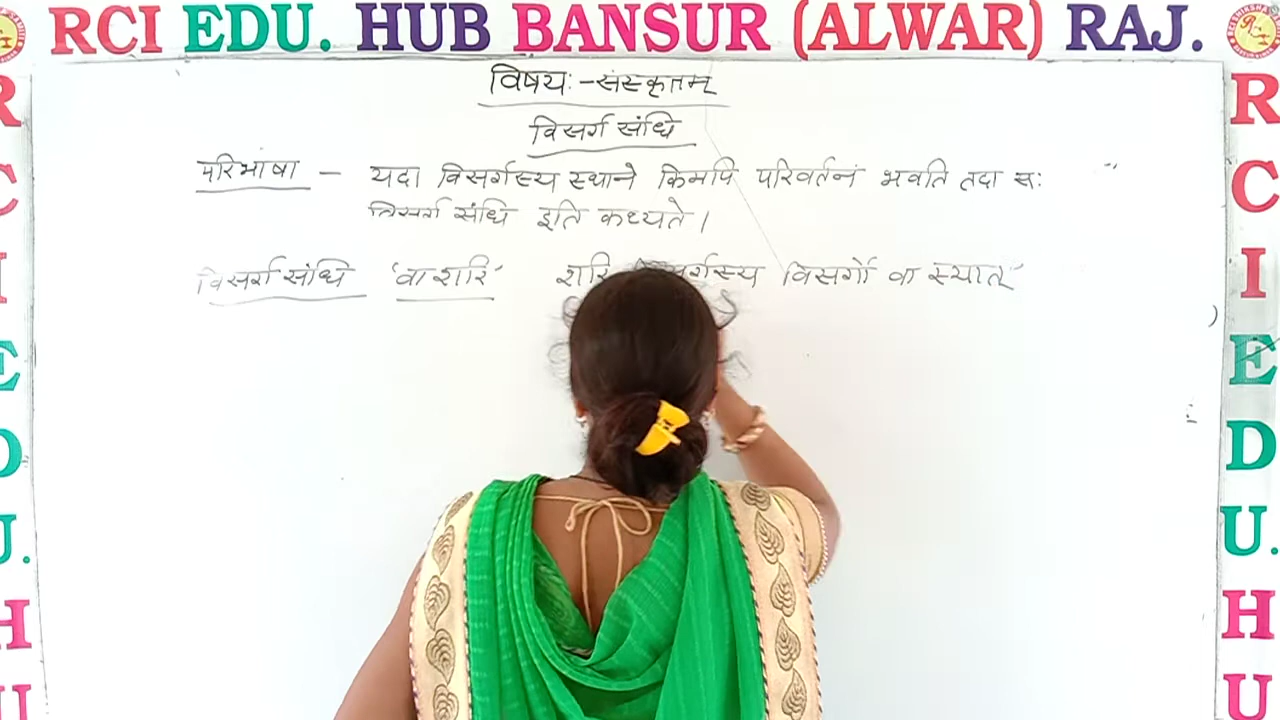 RCI EDU. HUB BANSUR (ALWAR) RAJ.
विषयः-संस्कृतम्
विसर्ग संधि
परिभाषा - यदा विसर्गस्य स्थाने किमपि परिवर्तनं भवति तदा सः
विसर्ग संधि इति कथ्यते।
विसर्ग संधि 'वा शरि' शरि विसर्गस्य विसर्गो वा स्यात्
R
C
I
E
D
U.
H
U
R
C
I
E
D
U.
H
U